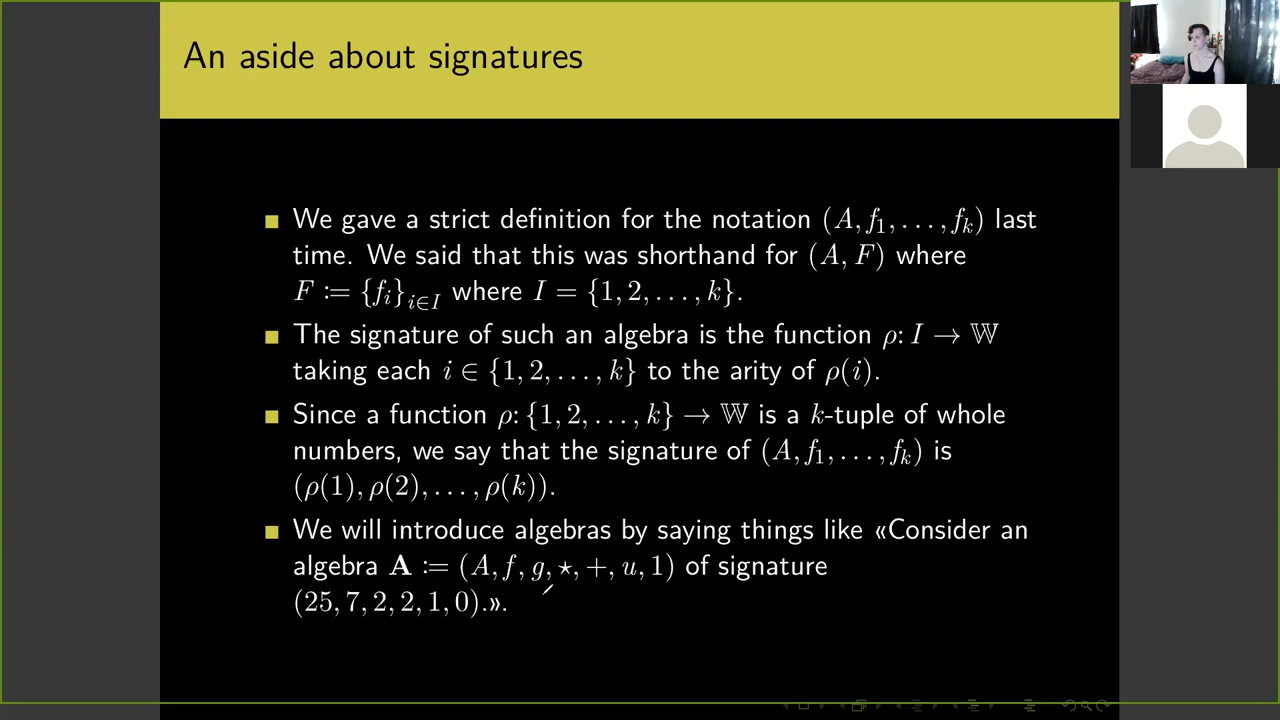 An aside about signatures
We gave a strict definition for the notation (A, f₁, . . . , fₖ) last
time. We said that this was shorthand for (A, F) where
F ≔ {fᵢ}ᵢ∈I where I = {1, 2, . . . , k}.
The signature of such an algebra is the function ρ: I → 𝕎
taking each i ∈ {1, 2, . . . , k} to the arity of ρ(i).
Since a function ρ: {1, 2, . . . , k} → 𝕎 is a k-tuple of whole
numbers, we say that the signature of (A, f₁, . . . , fₖ) is
(ρ(1), ρ(2), . . . , ρ(k)).
We will introduce algebras by saying things like «Consider an
algebra 𝐀 ≔ (A, f, g, ⋆, +, u, 1) of signature
(25, 7, 2, 2, 1, 0).».